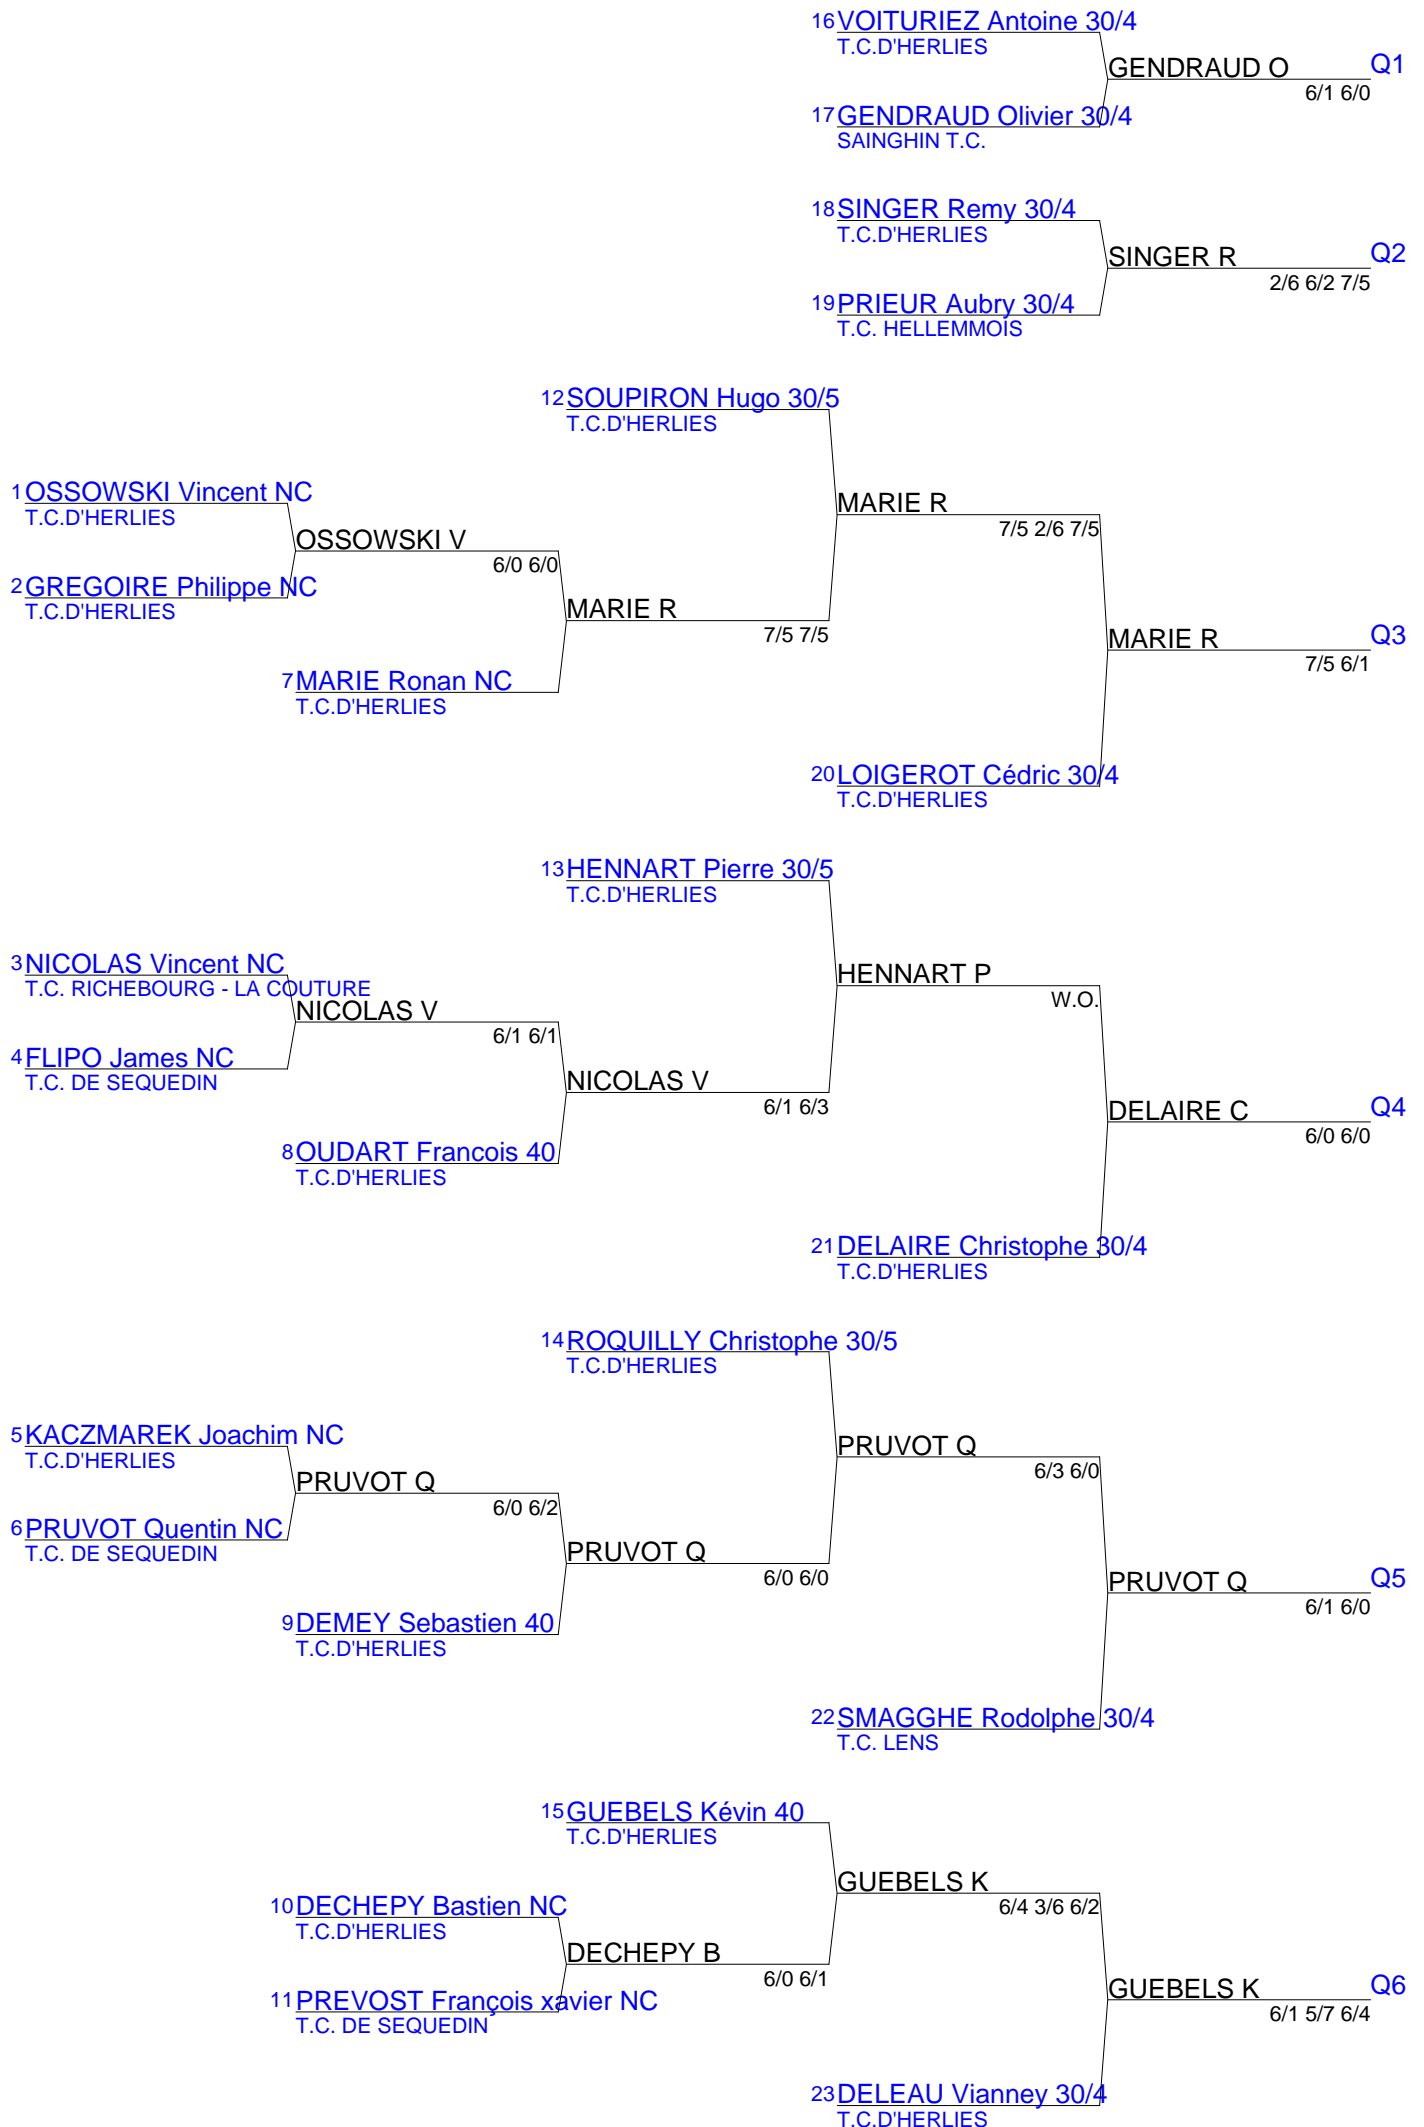 16 VOITURIEZ Antoine 30/4
T.C.D'HERLIES
GENDRAUD O
Q1
6/1 6/0
17 GENDRAUD Olivier 30/4
SAINGHIN T.C.
18 SINGER Remy 30/4
T.C.D'HERLIES
SINGER R
Q2
2/6 6/2 7/5
19 PRIEUR Aubry 30/4
T.C. HELLEMMOIS
12 SOUPIRON Hugo 30/5
T.C.D'HERLIES
1 OSSOWSKI Vincent NC
T.C.D'HERLIES
MARIE R
7/5 2/6 7/5
OSSOWSKI V
6/0 6/0
2 GREGOIRE Philippe NC
T.C.D'HERLIES
MARIE R
7/5 7/5
MARIE R
Q3
7/5 6/1
7 MARIE Ronan NC
T.C.D'HERLIES
20 LOIGEROT Cédric 30/4
T.C.D'HERLIES
13 HENNART Pierre 30/5
T.C.D'HERLIES
3 NICOLAS Vincent NC
T.C. RICHEBOURG - LA COUTURE
HENNART P
W.O.
NICOLAS V
6/1 6/1
4 FLIPO James NC
T.C. DE SEQUEDIN
NICOLAS V
6/1 6/3
DELAIRE C
Q4
6/0 6/0
8 OUDART Francois 40
T.C.D'HERLIES
21 DELAIRE Christophe 30/4
T.C.D'HERLIES
14 ROQUILLY Christophe 30/5
T.C.D'HERLIES
5 KACZMAREK Joachim NC
T.C.D'HERLIES
PRUVOT Q
6/3 6/0
PRUVOT Q
6/0 6/2
6 PRUVOT Quentin NC
T.C. DE SEQUEDIN
PRUVOT Q
6/0 6/0
PRUVOT Q
Q5
6/1 6/0
9 DEMEY Sebastien 40
T.C.D'HERLIES
22 SMAGGHE Rodolphe 30/4
T.C. LENS
15 GUEBELS Kévin 40
T.C.D'HERLIES
GUEBELS K
6/4 3/6 6/2
10 DECHEPY Bastien NC
T.C.D'HERLIES
DECHEPY B
6/0 6/1
11 PREVOST François xavier NC
T.C. DE SEQUEDIN
GUEBELS K
Q6
6/1 5/7 6/4
23 DELEAU Vianney 30/4
T.C.D'HERLIES